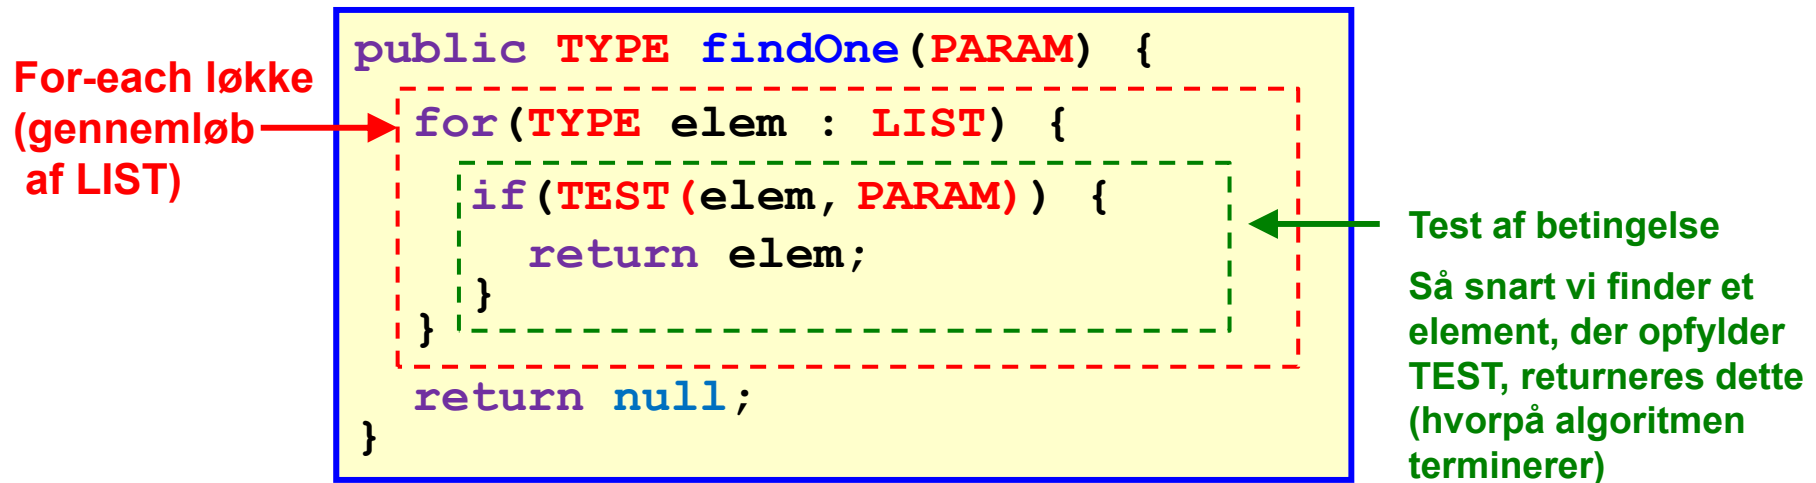 For-each løkke
(gennemløb
af LIST)
public TYPE findOne(PARAM) {
for(TYPE elem : LIST) {
if(TEST(elem, PARAM)) {
return elem;
}
}
return null;
}
Test af betingelse
Så snart vi finder et
element, der opfylder
TEST, returneres dette
(hvorpå algoritmen
terminerer)